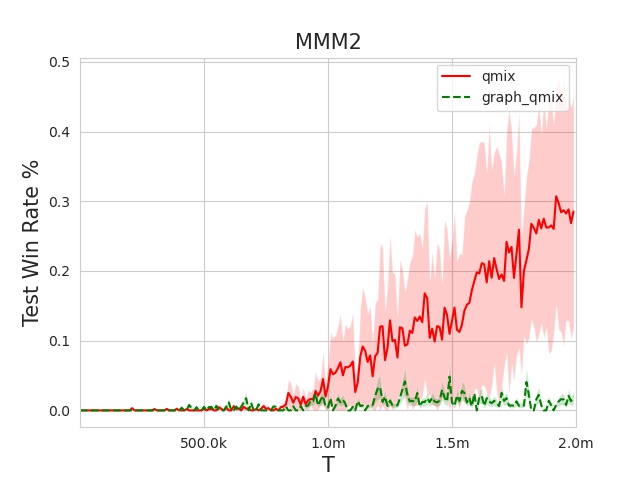 MMM2
Test Win Rate %
0.5
0.4
0.3
0.2
0.1
0.0
qmix
graph_qmix
500.0k
1.0m
1.5m
2.0m
T